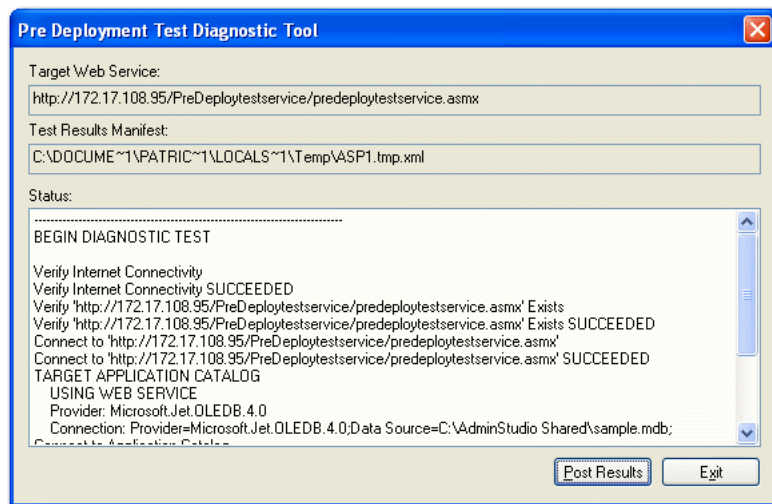 Pre Deployment Test Diagnostic Tool
Target Web Service:
http://172.17.108.95/PreDeploytestservice/predeploytestservice.asmx
Test Results Manifest:
C:\DOCUME~1\PATRIC~1\LOCALS~1\Temp\ASP1.tmp.xml
Status:
------------------------------------------------------------------------
BEGIN DIAGNOSTIC TEST
Verify Internet Connectivity
Verify Internet Connectivity SUCCEEDED
Verify 'http://172.17.108.95/PreDeploytestservice/predeploytestservice.asmx' Exists
Verify 'http://172.17.108.95/PreDeploytestservice/predeploytestservice.asmx' Exists SUCCEEDED
Connect to 'http://172.17.108.95/PreDeploytestservice/predeploytestservice.asmx'
Connect to 'http://172.17.108.95/PreDeploytestservice/predeploytestservice.asmx' SUCCEEDED
TARGET APPLICATION CATALOG
USING WEB SERVICE
Provider: Microsoft.Jet.OLEDB.4.0
Connection: Provider=Microsoft.Jet.OLEDB.4.0;Data Source=C:\AdminStudio Shared\sample.mdb;
Connect to Application Catalog
Post Results
Exit